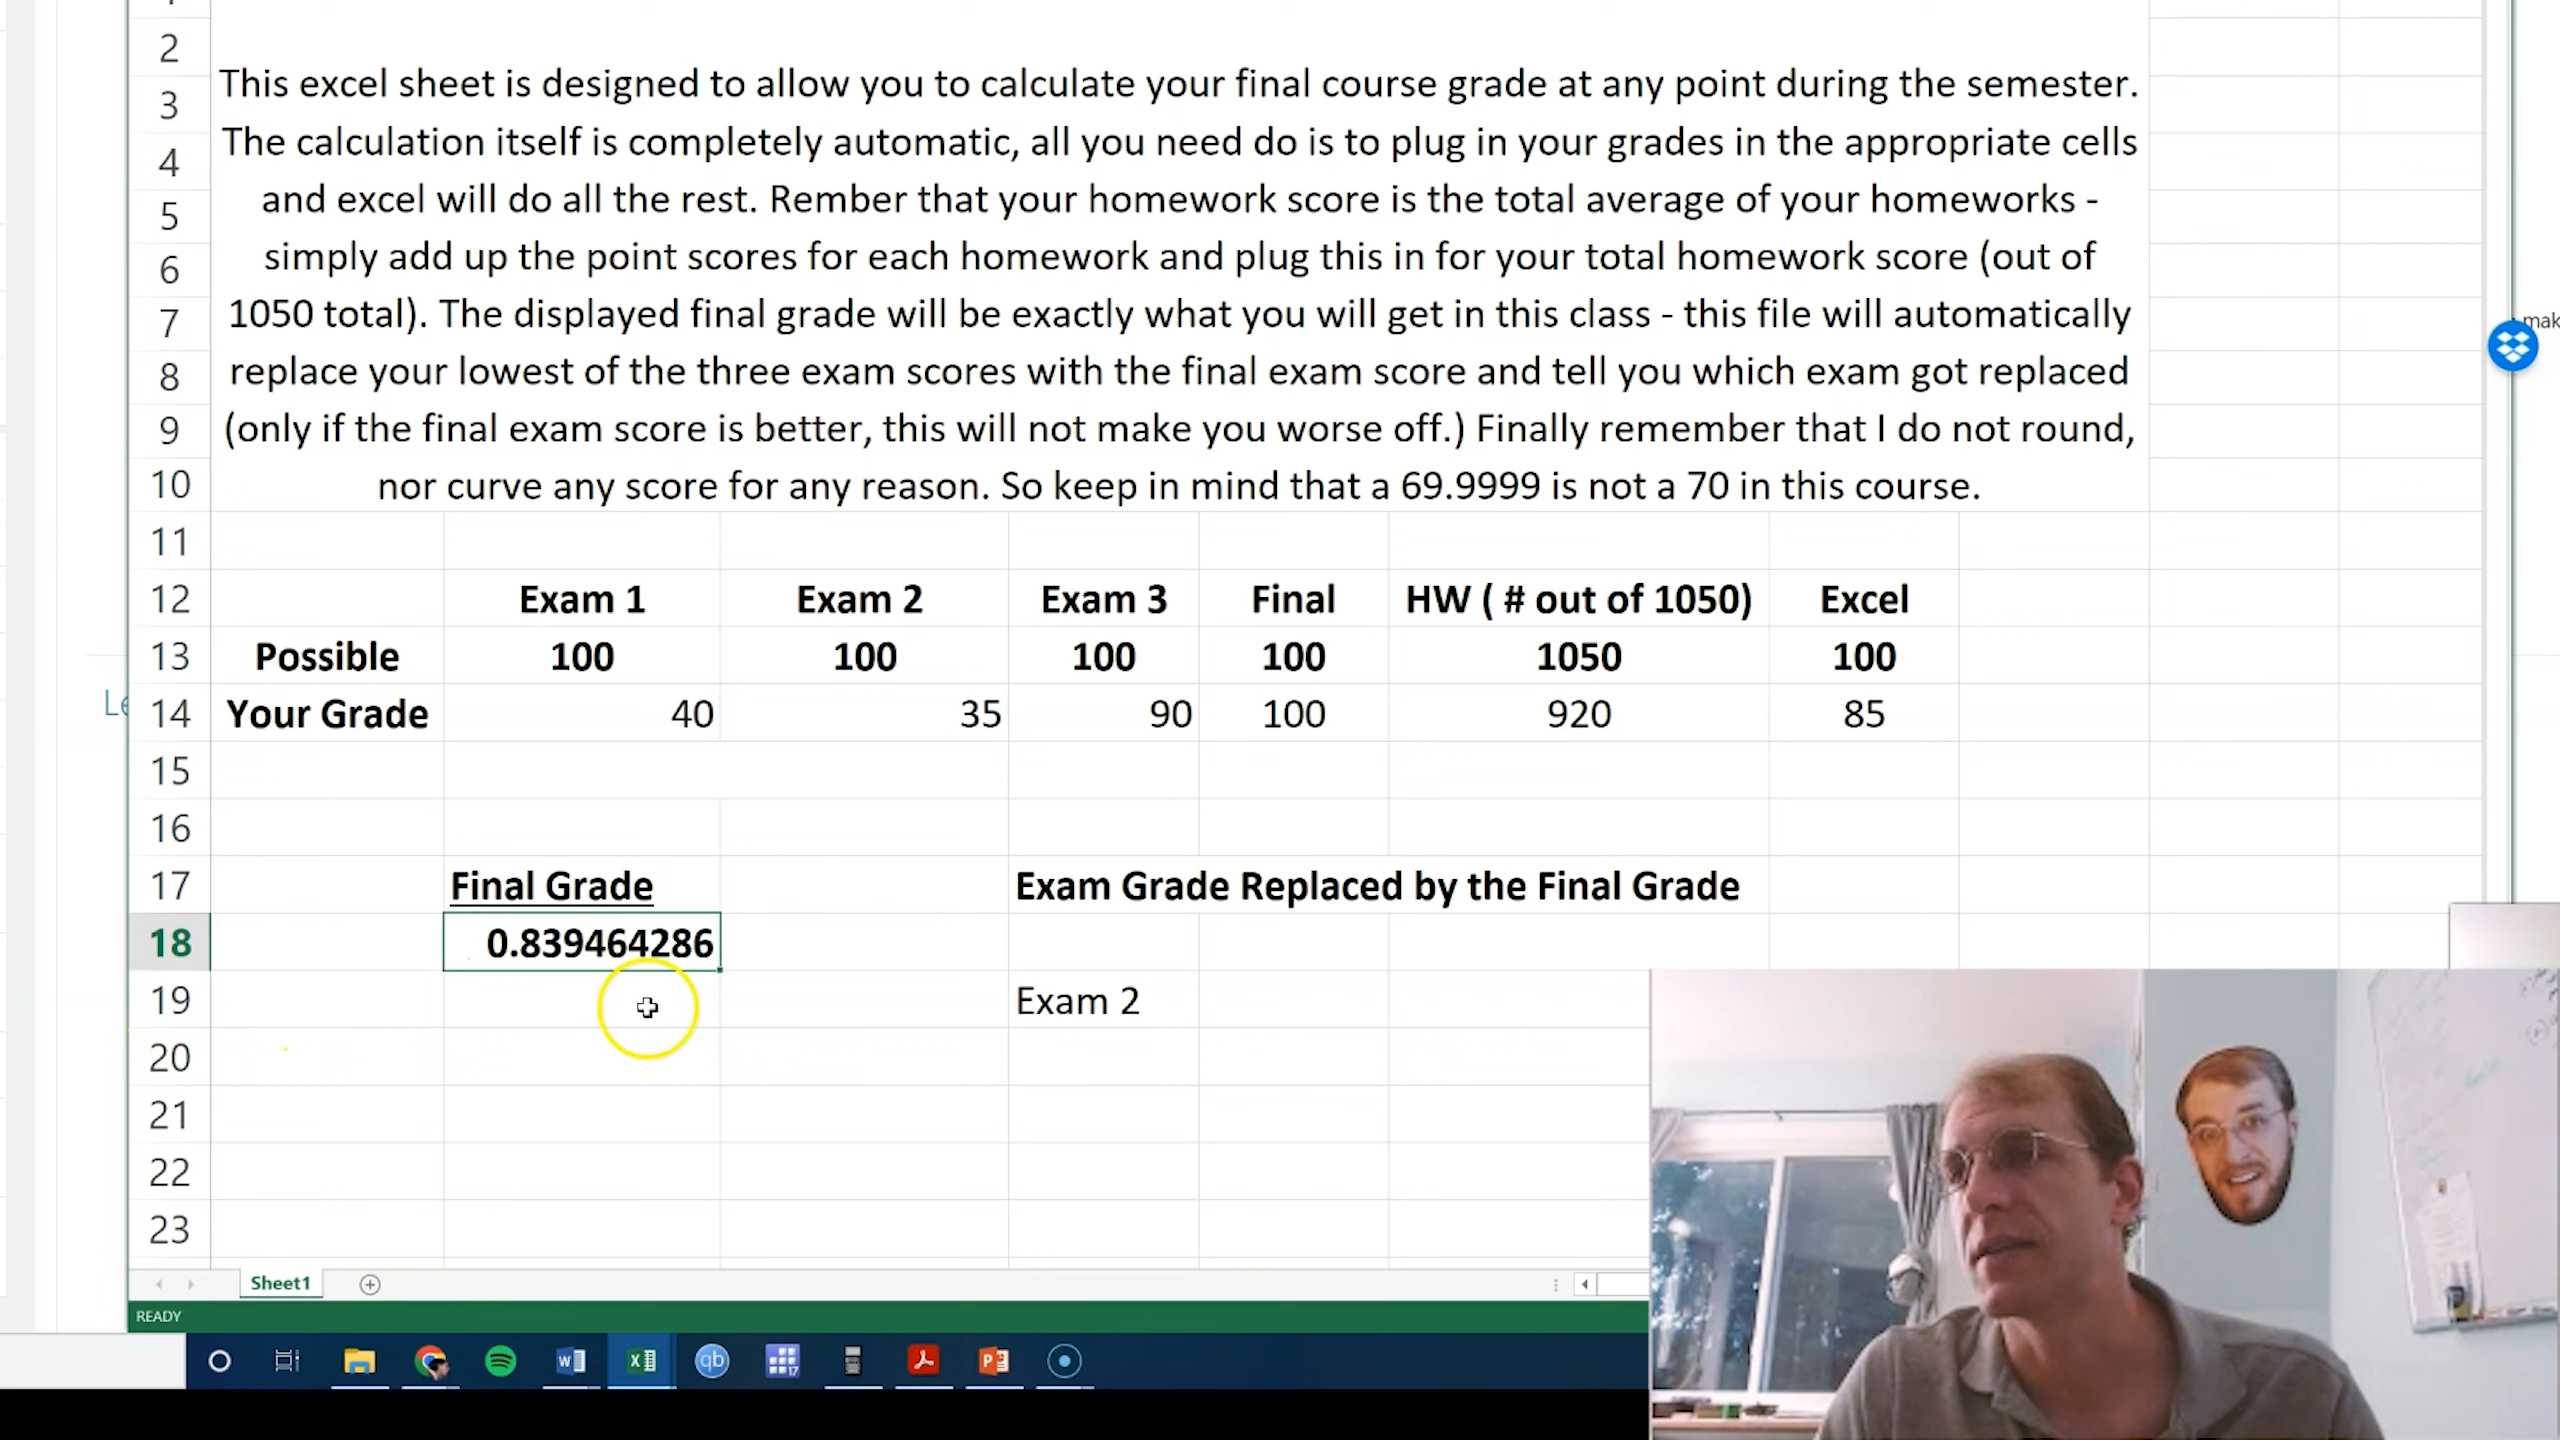 2
This excel sheet is designed to allow you to calculate your final course grade at any point during the semester.
3
The calculation itself is completely automatic, all you need do is to plug in your grades in the appropriate cells
4
and excel will do all the rest. Rember that your homework score is the total average of your homeworks -
5
simply add up the point scores for each homework and plug this in for your total homework score (out of
6
1050 total). The displayed final grade will be exactly what you will get in this class - this file will automatically
7
mak
replace your lowest of the three exam scores with the final exam score and tell you which exam got replaced
8
(only if the final exam score is better, this will not make you worse off.) Finally remember that I do not round,
9
nor curve any score for any reason. So keep in mind that a 69.9999 is not a 70 in this course.
10
11
12 Exam 1 Exam 2 Exam 3 Final HW ( # out of 1050) Excel
13 Possible 100 100 100 100 1050 100
Le 14 Your Grade 40 35 90 100 920 85
15
16
17 Final Grade Exam Grade Replaced by the Final Grade
18 0.839464286
19 Exam 2
20
21
22
23
Sheet1
READY
W X qb 17 P